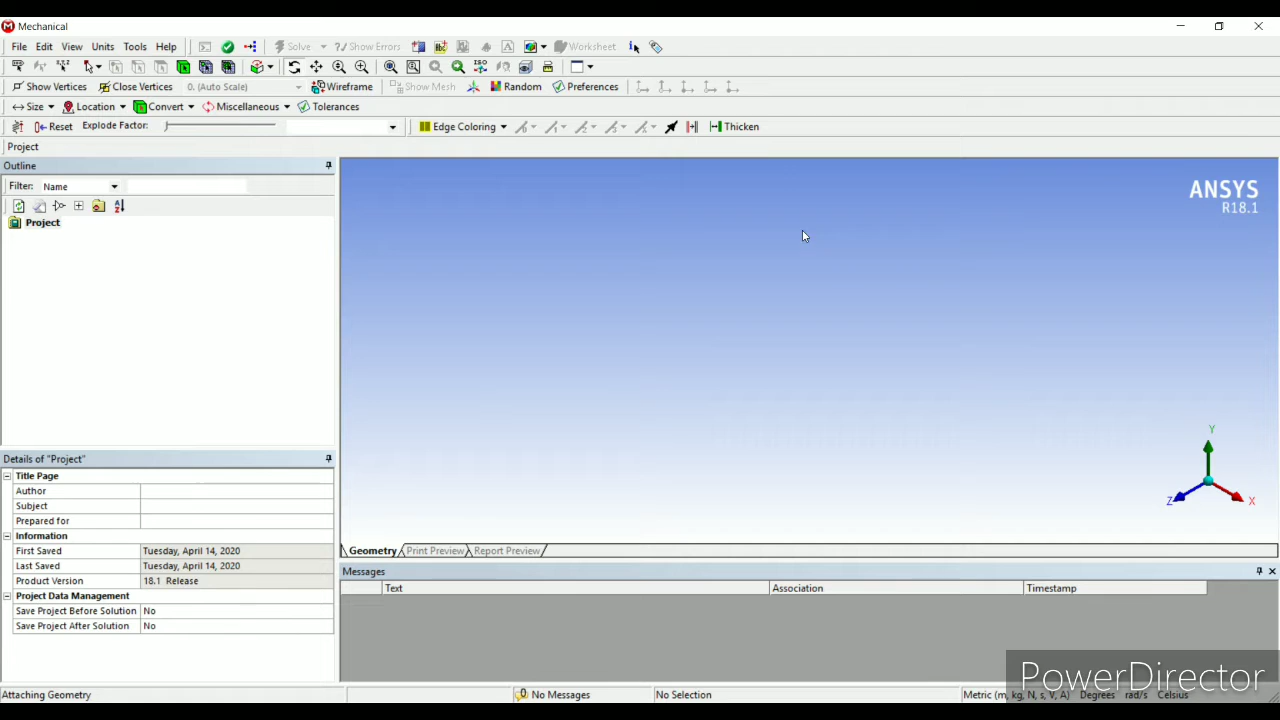 Mechanical
File Edit View Units Tools Help Solve Show Errors Worksheet
ISO
Show Vertices Close Vertices 0. (Auto Scale) Wireframe Show Mesh Random Preferences
Size Location Convert Miscellaneous Tolerances
Reset Explode Factor: Edge Coloring Thicken
Project
Outline
Filter: Name
Project
ANSYS
R18.1
Y
Z X
Details of "Project"
Title Page
Author
Subject
Prepared for
Information
First Saved Tuesday, April 14, 2020
Last Saved Tuesday, April 14, 2020
Product Version 18.1 Release
Project Data Management
Save Project Before Solution No
Save Project After Solution No
Geometry Print Preview Report Preview
Messages
Text Association Timestamp
PowerDirector
Attaching Geometry No Messages No Selection Metric (m, kg, N, s, V, A) Degrees rad/s Celsius